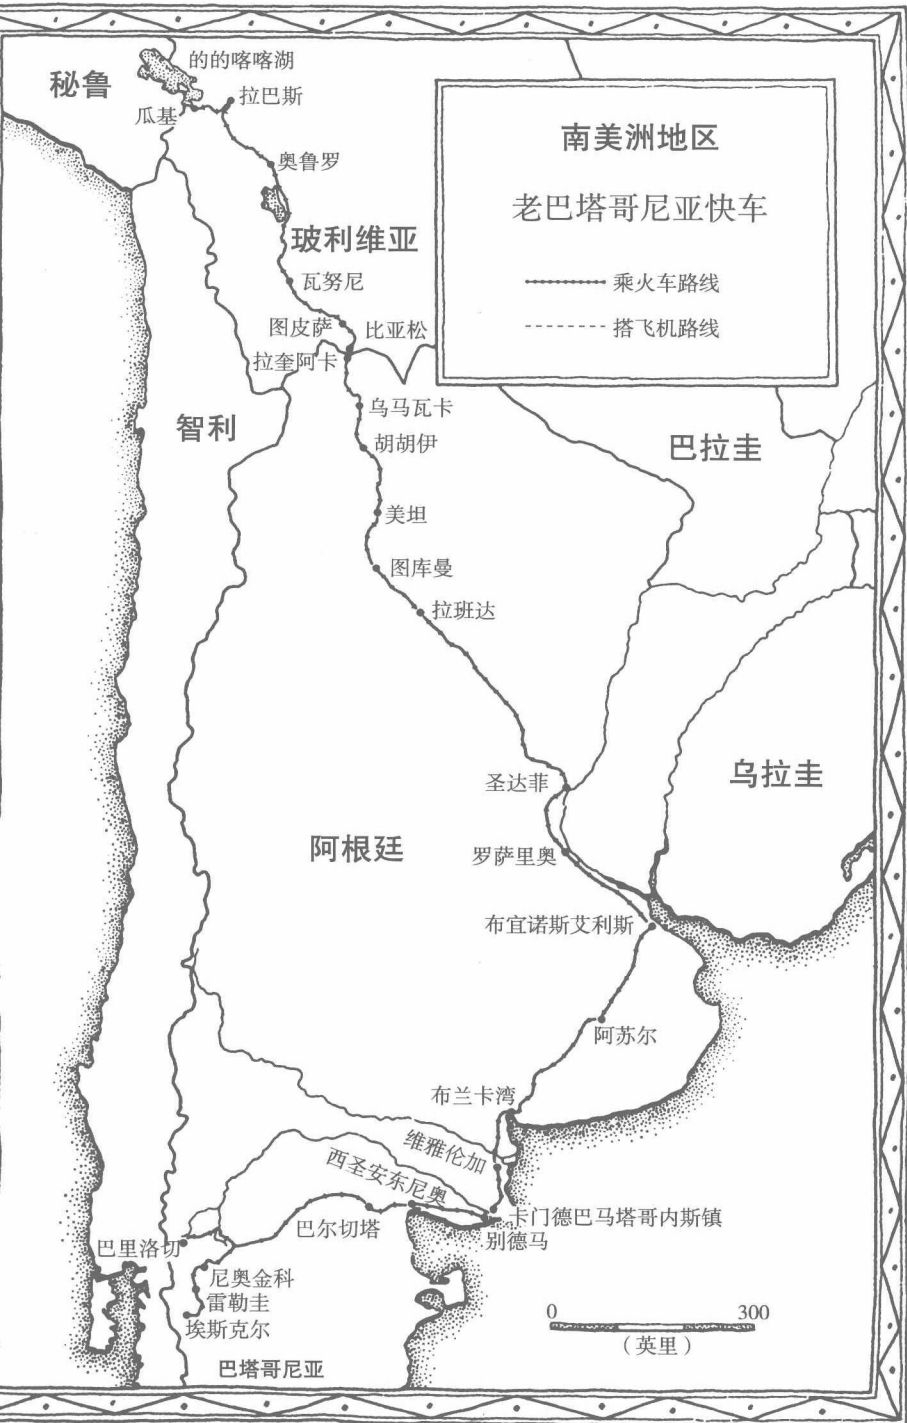 的的喀喀湖
秘鲁
拉巴斯
瓜基
南美洲地区
奥鲁罗
老巴塔哥尼亚快车
玻利维亚
瓦努尼
乘火车路线
图皮萨
比亚松
搭飞机路线
拉奎阿卡
乌马瓦卡
智利
胡胡伊
巴拉圭
美坦
图库曼
拉班达
圣达菲
乌拉圭
阿根廷
罗萨里奥
布宜诺斯艾利斯
阿苏尔
布兰卡湾
维雅伦加
西圣安东尼奥
卡门德巴马塔哥内斯镇
巴尔切塔
别德马
巴里洛切
尼奥金科
雷勒圭
埃斯克尔
0 300
（英里）
巴塔哥尼亚